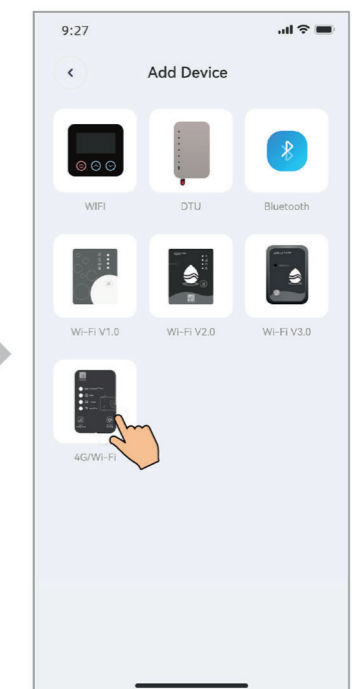 9:27
Add Device
WIFI
DTU
Bluetooth
Wi-Fi V1.0
Wi-Fi V2.0
Wi-Fi V3.0
4G/Wi-Fi